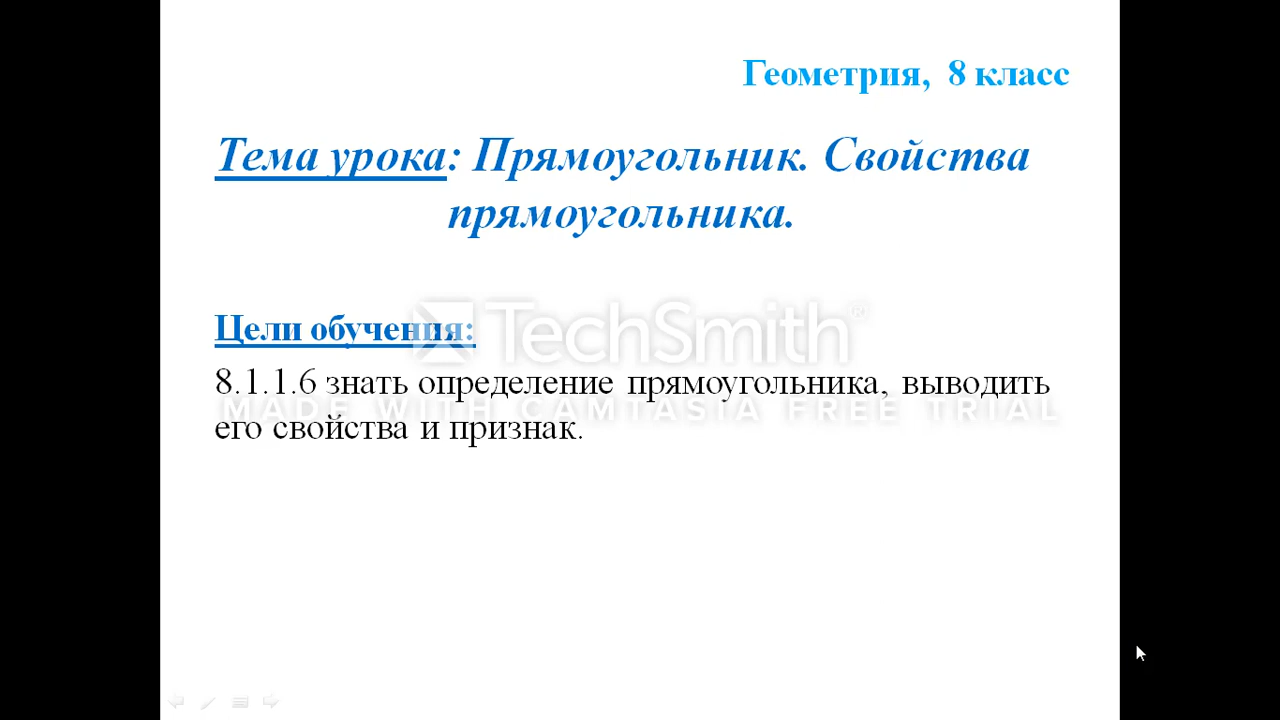 Геометрия, 8 класс
Тема урока: Прямоугольник. Свойства
прямоугольника.
Цели обучения:
TechSmith®
8.1.1.6 знать определение прямоугольника, выводить
MADE WITH CAMTASIA FREE TRIAL
его свойства и признак.